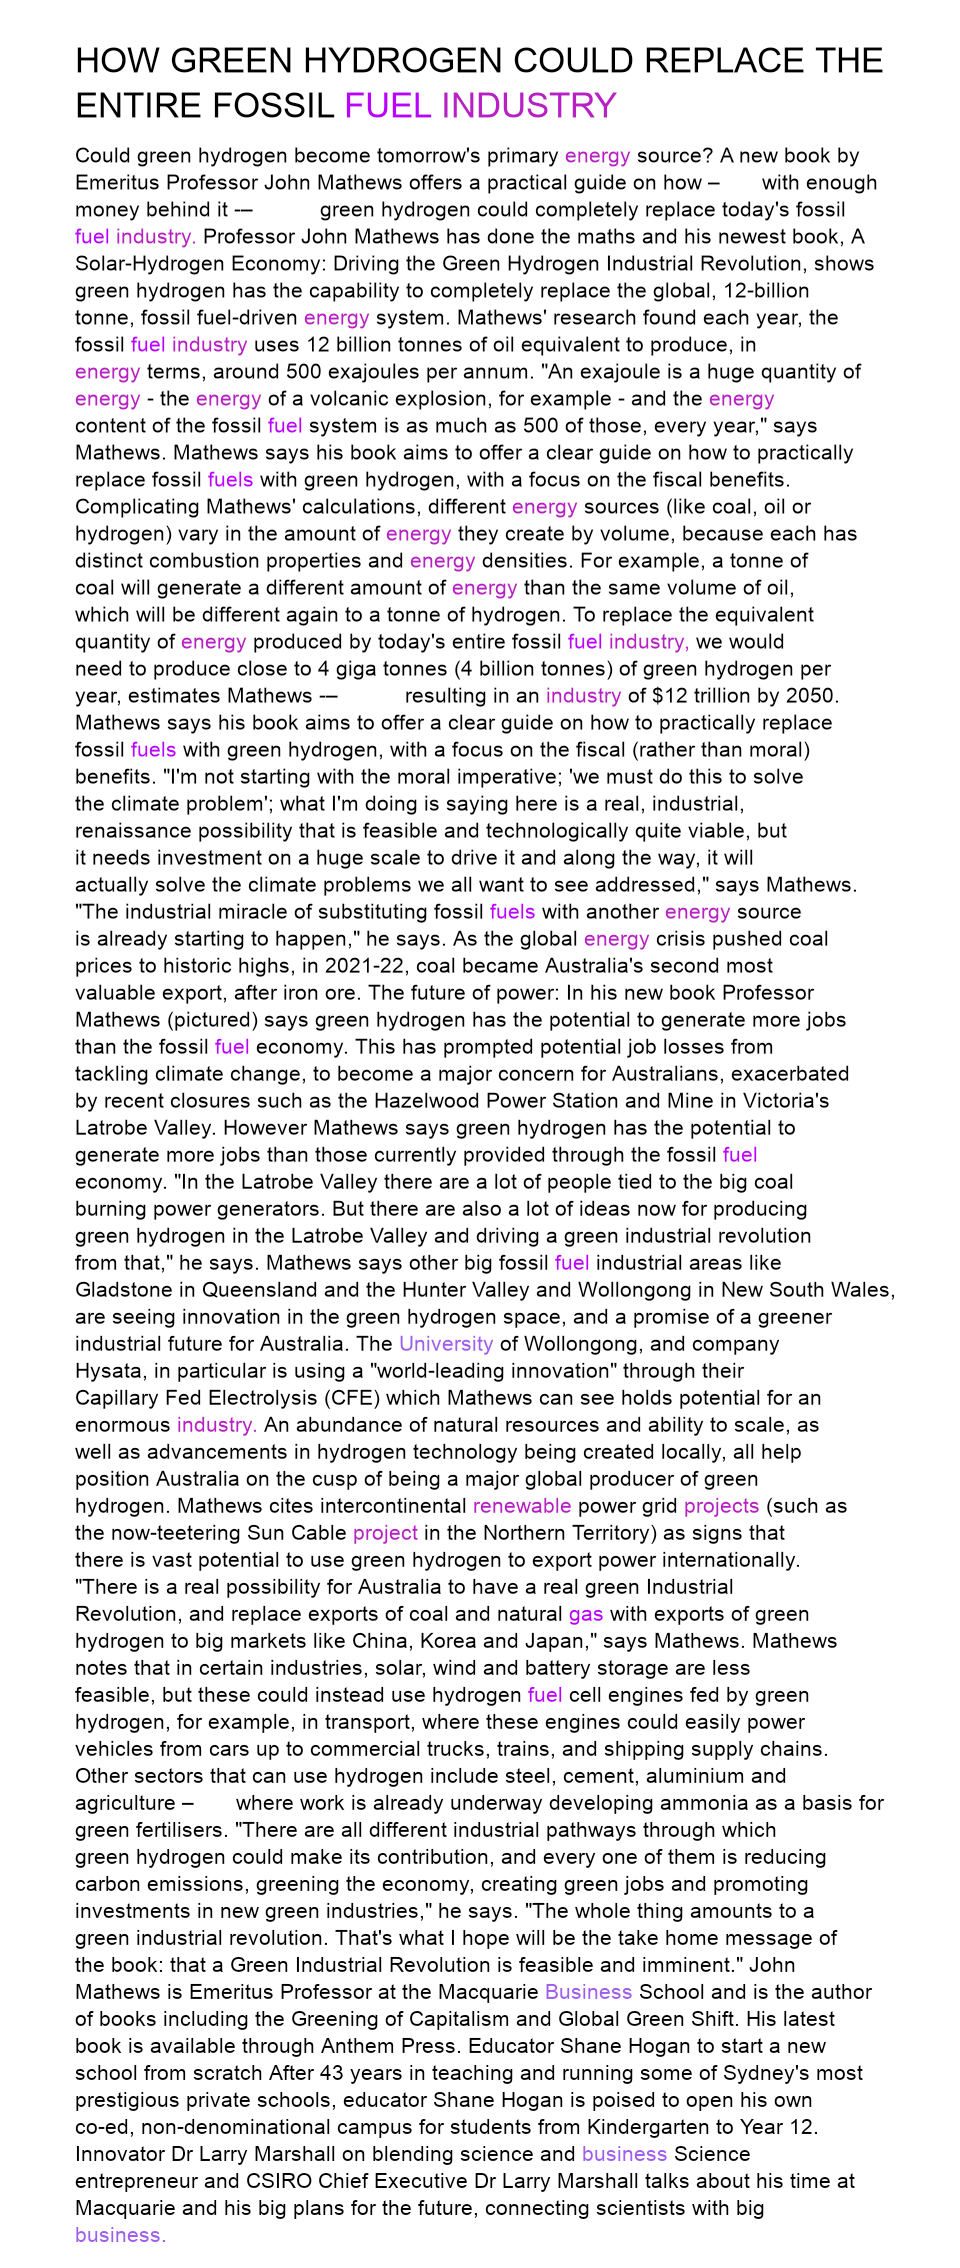 HOW GREEN HYDROGEN COULD REPLACE THE
ENTIRE FOSSIL FUEL INDUSTRY
Could green hydrogen become tomorrow's primary energy source? A new book by
Emeritus Professor John Mathews offers a practical guide on how – with enough
money behind it -– green hydrogen could completely replace today's fossil
fuel industry. Professor John Mathews has done the maths and his newest book, A
Solar-Hydrogen Economy: Driving the Green Hydrogen Industrial Revolution, shows
green hydrogen has the capability to completely replace the global, 12-billion
tonne, fossil fuel-driven energy system. Mathews' research found each year, the
fossil fuel industry uses 12 billion tonnes of oil equivalent to produce, in
energy terms, around 500 exajoules per annum. "An exajoule is a huge quantity of
energy - the energy of a volcanic explosion, for example - and the energy
content of the fossil fuel system is as much as 500 of those, every year," says
Mathews. Mathews says his book aims to offer a clear guide on how to practically
replace fossil fuels with green hydrogen, with a focus on the fiscal benefits.
Complicating Mathews' calculations, different energy sources (like coal, oil or
hydrogen) vary in the amount of energy they create by volume, because each has
distinct combustion properties and energy densities. For example, a tonne of
coal will generate a different amount of energy than the same volume of oil,
which will be different again to a tonne of hydrogen. To replace the equivalent
quantity of energy produced by today's entire fossil fuel industry, we would
need to produce close to 4 giga tonnes (4 billion tonnes) of green hydrogen per
year, estimates Mathews -– resulting in an industry of $12 trillion by 2050.
Mathews says his book aims to offer a clear guide on how to practically replace
fossil fuels with green hydrogen, with a focus on the fiscal (rather than moral)
benefits. "I'm not starting with the moral imperative; 'we must do this to solve
the climate problem'; what I'm doing is saying here is a real, industrial,
renaissance possibility that is feasible and technologically quite viable, but
it needs investment on a huge scale to drive it and along the way, it will
actually solve the climate problems we all want to see addressed," says Mathews.
"The industrial miracle of substituting fossil fuels with another energy source
is already starting to happen," he says. As the global energy crisis pushed coal
prices to historic highs, in 2021-22, coal became Australia's second most
valuable export, after iron ore. The future of power: In his new book Professor
Mathews (pictured) says green hydrogen has the potential to generate more jobs
than the fossil fuel economy. This has prompted potential job losses from
tackling climate change, to become a major concern for Australians, exacerbated
by recent closures such as the Hazelwood Power Station and Mine in Victoria's
Latrobe Valley. However Mathews says green hydrogen has the potential to
generate more jobs than those currently provided through the fossil fuel
economy. "In the Latrobe Valley there are a lot of people tied to the big coal
burning power generators. But there are also a lot of ideas now for producing
green hydrogen in the Latrobe Valley and driving a green industrial revolution
from that," he says. Mathews says other big fossil fuel industrial areas like
Gladstone in Queensland and the Hunter Valley and Wollongong in New South Wales,
are seeing innovation in the green hydrogen space, and a promise of a greener
industrial future for Australia. The University of Wollongong, and company
Hysata, in particular is using a "world-leading innovation" through their
Capillary Fed Electrolysis (CFE) which Mathews can see holds potential for an
enormous industry. An abundance of natural resources and ability to scale, as
well as advancements in hydrogen technology being created locally, all help
position Australia on the cusp of being a major global producer of green
hydrogen. Mathews cites intercontinental renewable power grid projects (such as
the now-teetering Sun Cable project in the Northern Territory) as signs that
there is vast potential to use green hydrogen to export power internationally.
"There is a real possibility for Australia to have a real green Industrial
Revolution, and replace exports of coal and natural gas with exports of green
hydrogen to big markets like China, Korea and Japan," says Mathews. Mathews
notes that in certain industries, solar, wind and battery storage are less
feasible, but these could instead use hydrogen fuel cell engines fed by green
hydrogen, for example, in transport, where these engines could easily power
vehicles from cars up to commercial trucks, trains, and shipping supply chains.
Other sectors that can use hydrogen include steel, cement, aluminium and
agriculture – where work is already underway developing ammonia as a basis for
green fertilisers. "There are all different industrial pathways through which
green hydrogen could make its contribution, and every one of them is reducing
carbon emissions, greening the economy, creating green jobs and promoting
investments in new green industries," he says. "The whole thing amounts to a
green industrial revolution. That's what I hope will be the take home message of
the book: that a Green Industrial Revolution is feasible and imminent." John
Mathews is Emeritus Professor at the Macquarie Business School and is the author
of books including the Greening of Capitalism and Global Green Shift. His latest
book is available through Anthem Press. Educator Shane Hogan to start a new
school from scratch After 43 years in teaching and running some of Sydney's most
prestigious private schools, educator Shane Hogan is poised to open his own
co-ed, non-denominational campus for students from Kindergarten to Year 12.
Innovator Dr Larry Marshall on blending science and business Science
entrepreneur and CSIRO Chief Executive Dr Larry Marshall talks about his time at
Macquarie and his big plans for the future, connecting scientists with big
business.